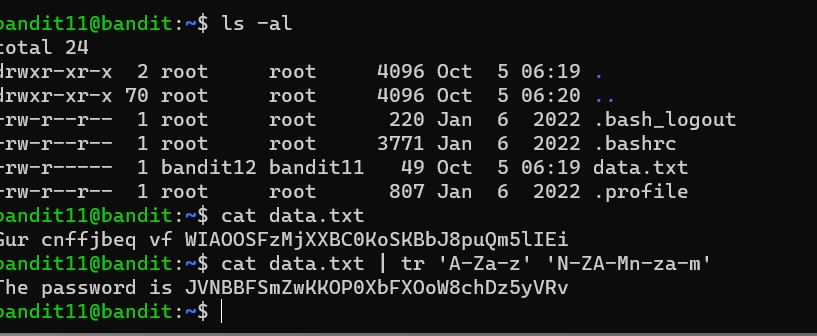 bandit11@bandit:~$ ls -al
total 24
drwxr-xr-x 2 root root 4096 Oct 5 06:19 .
drwxr-xr-x 70 root root 4096 Oct 5 06:20 ..
-rw-r--r-- 1 root root 220 Jan 6 2022 .bash_logout
-rw-r--r-- 1 root root 3771 Jan 6 2022 .bashrc
-rw-r----- 1 bandit12 bandit11 49 Oct 5 06:19 data.txt
-rw-r--r-- 1 root root 807 Jan 6 2022 .profile
bandit11@bandit:~$ cat data.txt
Gur cnffjbeq vf WIAOOSFzMjXXBC0KoSKBbJ8puQm5lIEi
bandit11@bandit:~$ cat data.txt | tr 'A-Za-z' 'N-ZA-Mn-za-m'
The password is JVNBBFSmZwKKOP0XbFXOoW8chDz5yVRv
bandit11@bandit:~$